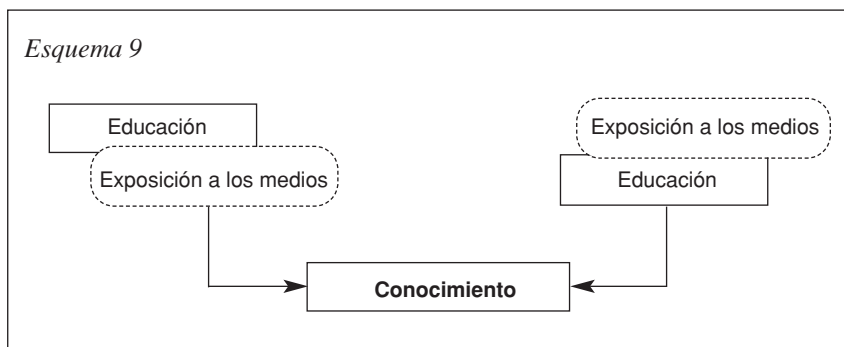 Esquema 9
Educación
Exposición a los medios
Exposición a los medios
Educación
Conocimiento